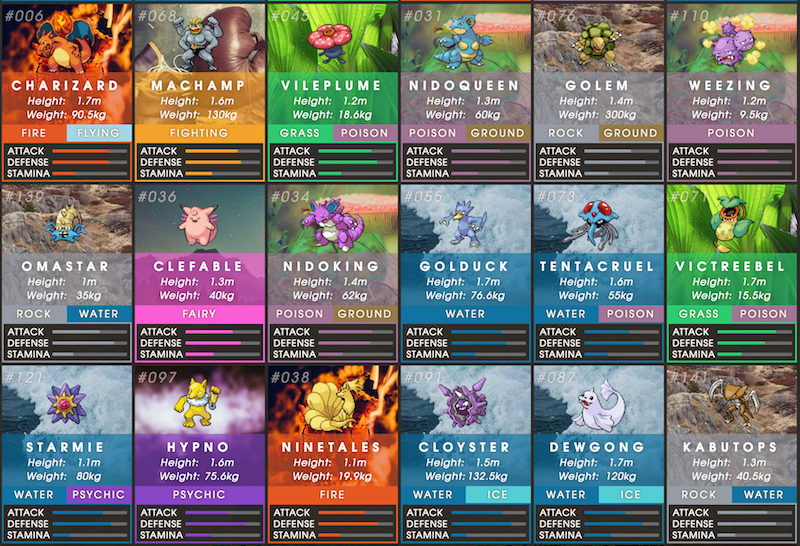 #006
CHARIZARD
Height: 1.7m
Weight: 90.5kg
FIRE FLYING
ATTACK
DEFENSE
STAMINA
#068
MACHAMP
Height: 1.6m
Weight: 130kg
FIGHTING
ATTACK
DEFENSE
STAMINA
#045
VILEPLUME
Height: 1.2m
Weight: 18.6kg
GRASS POISON
ATTACK
DEFENSE
STAMINA
#031
NIDOQUEEN
Height: 1.3m
Weight: 60kg
POISON GROUND
ATTACK
DEFENSE
STAMINA
#076
GOLEM
Height: 1.4m
Weight: 300kg
ROCK GROUND
ATTACK
DEFENSE
STAMINA
#110
WEEZING
Height: 1.2m
Weight: 9.5kg
POISON
ATTACK
DEFENSE
STAMINA
#139
OMASTAR
Height: 1m
Weight: 35kg
ROCK WATER
ATTACK
DEFENSE
STAMINA
#036
CLEFABLE
Height: 1.3m
Weight: 40kg
FAIRY
ATTACK
DEFENSE
STAMINA
#034
NIDOKING
Height: 1.4m
Weight: 62kg
POISON GROUND
ATTACK
DEFENSE
STAMINA
#055
GOLDUCK
Height: 1.7m
Weight: 76.6kg
WATER
ATTACK
DEFENSE
STAMINA
#073
TENTACRUEL
Height: 1.6m
Weight: 55kg
WATER POISON
ATTACK
DEFENSE
STAMINA
#071
VICTREEBEL
Height: 1.7m
Weight: 15.5kg
GRASS POISON
ATTACK
DEFENSE
STAMINA
#121
STARMIE
Height: 1.1m
Weight: 80kg
WATER PSYCHIC
ATTACK
DEFENSE
STAMINA
#097
HYPNO
Height: 1.6m
Weight: 75.6kg
PSYCHIC
ATTACK
DEFENSE
STAMINA
#038
NINETALES
Height: 1.1m
Weight: 19.9kg
FIRE
ATTACK
DEFENSE
STAMINA
#091
CLOYSTER
Height: 1.5m
Weight: 132.5kg
WATER ICE
ATTACK
DEFENSE
STAMINA
#087
DEWGONG
Height: 1.7m
Weight: 120kg
WATER ICE
ATTACK
DEFENSE
STAMINA
#141
KABUTOPS
Height: 1.3m
Weight: 40.5kg
ROCK WATER
ATTACK
DEFENSE
STAMINA